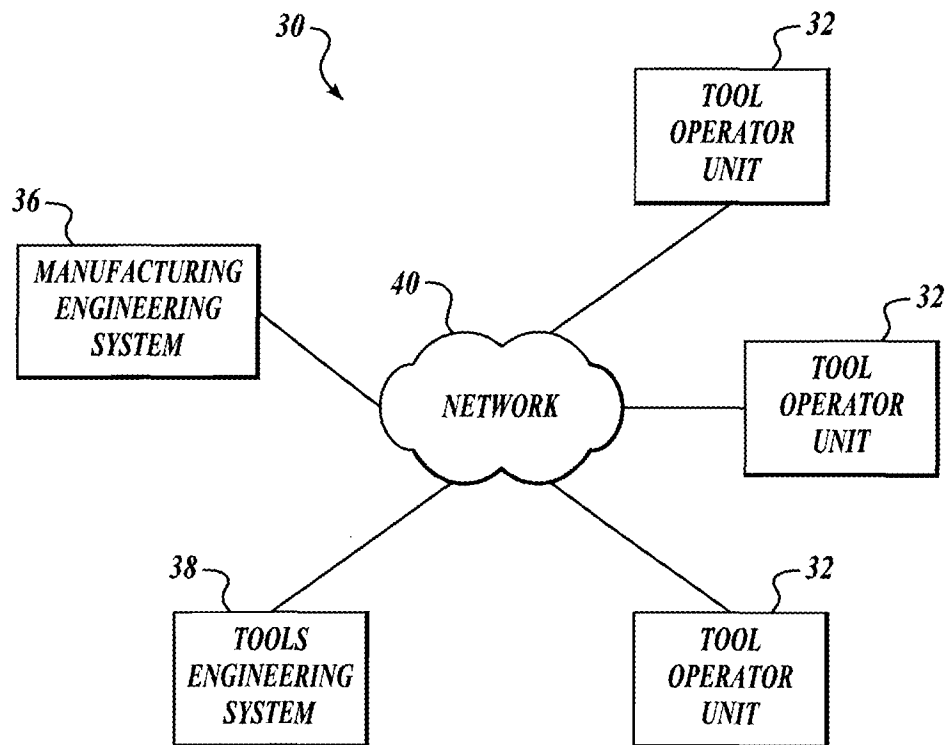 30
32
TOOL
OPERATOR
UNIT
36
MANUFACTURING
ENGINEERING
SYSTEM
40
NETWORK
32
TOOL
OPERATOR
UNIT
38
TOOLS
ENGINEERING
SYSTEM
32
TOOL
OPERATOR
UNIT